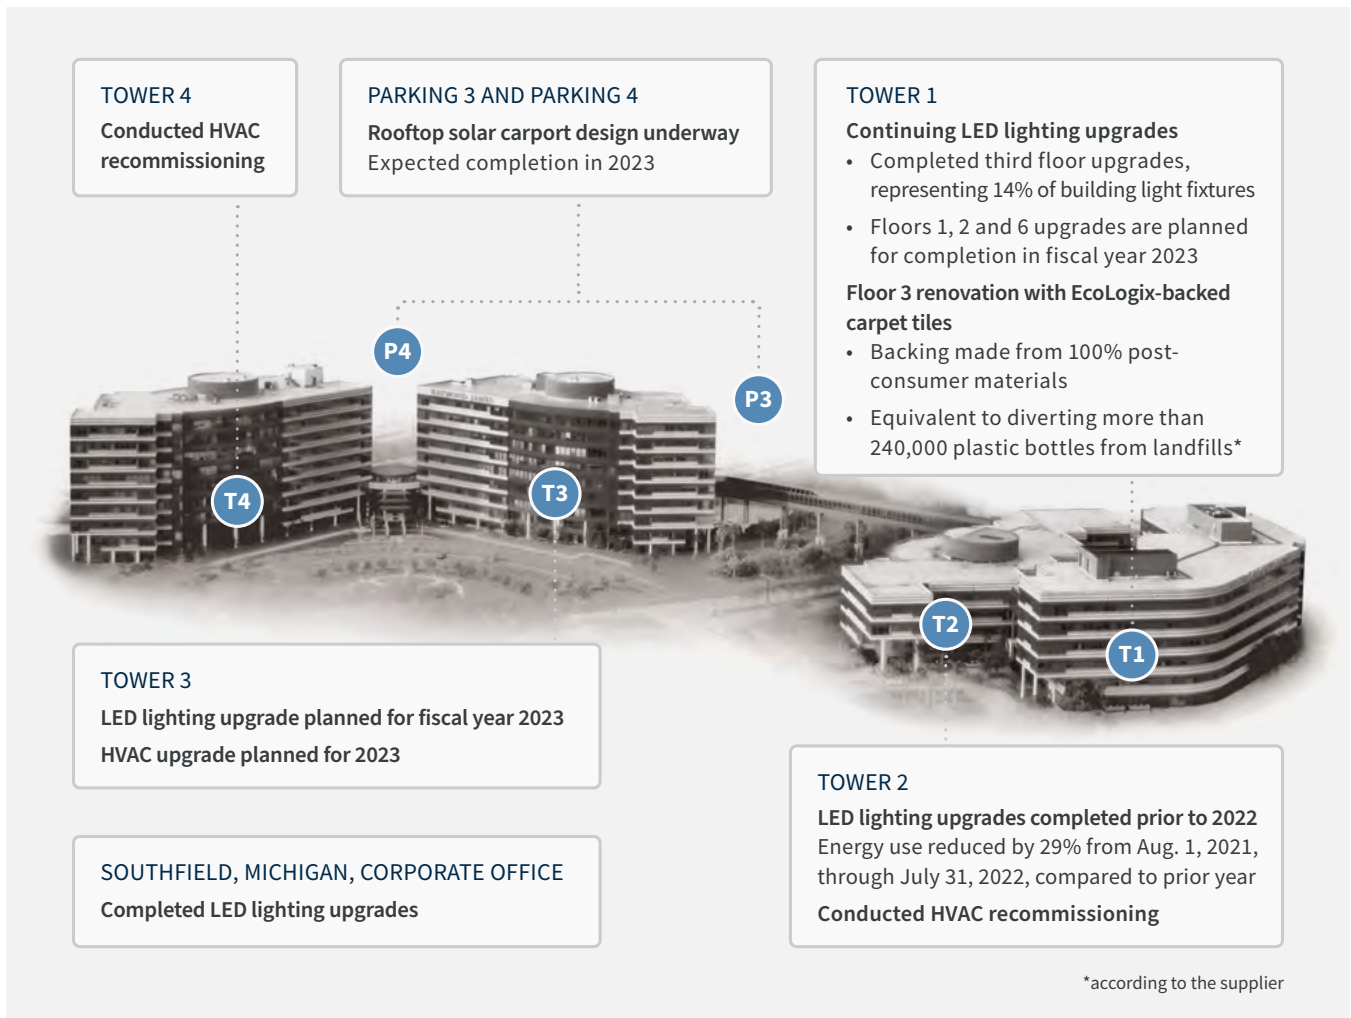 TOWER 4
Conducted HVAC
recommissioning
PARKING 3 AND PARKING 4
Rooftop solar carport design underway
Expected completion in 2023
TOWER 1
Continuing LED lighting upgrades
• Completed third floor upgrades,
representing 14% of building light fixtures
• Floors 1, 2 and 6 upgrades are planned
for completion in fiscal year 2023
Floor 3 renovation with EcoLogix-backed
carpet tiles
• Backing made from 100% post-
consumer materials
• Equivalent to diverting more than
240,000 plastic bottles from landfills*
P4
P3
RAYMOND JAMES
T4
T3
T2
T1
TOWER 3
LED lighting upgrade planned for fiscal year 2023
HVAC upgrade planned for 2023
SOUTHFIELD, MICHIGAN, CORPORATE OFFICE
Completed LED lighting upgrades
TOWER 2
LED lighting upgrades completed prior to 2022
Energy use reduced by 29% from Aug. 1, 2021,
through July 31, 2022, compared to prior year
Conducted HVAC recommissioning
*according to the supplier